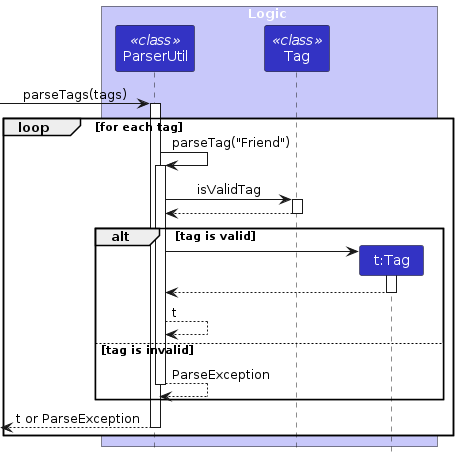 Logic
«class»
ParserUtil
«class»
Tag
parseTags(tags)
loop
[for each tag]
parseTag("Friend")
isValidTag
alt
[tag is valid]
t:Tag
t
[tag is invalid]
ParseException
t or ParseException